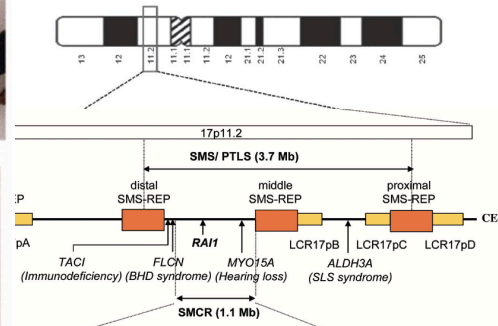 13 12 11.2 11.1 11.1 11.2 12 21.1 21.2 21.3 22 23 24 25
17p11.2
SMS/ PTLS (3.7 Mb)
distal middle proximal
SMS-REP SMS-REP SMS-REP
CE
pA LCR17pB LCR17pC LCR17pD
TACI FLCN RAI1 MYO15A ALDH3A
(Immunodeficiency) (BHD syndrome) (Hearing loss) (SLS syndrome)
SMCR (1.1 Mb)